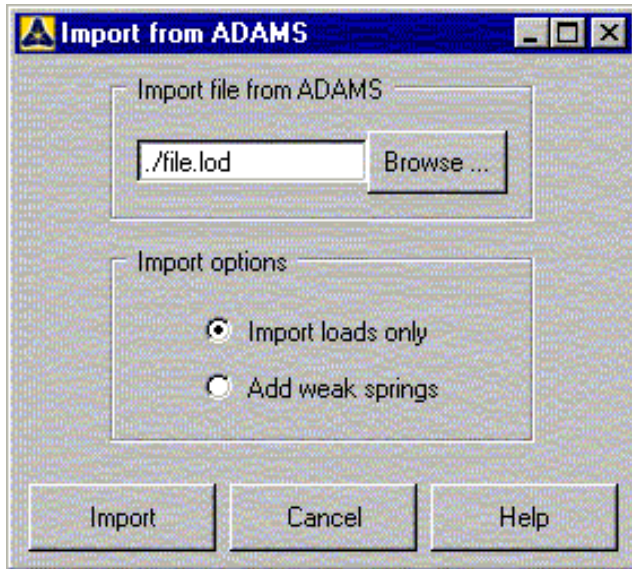 Import from ADAMS
Import file from ADAMS
./file.lod Browse ...
Import options
Import loads only
Add weak springs
Import Cancel Help